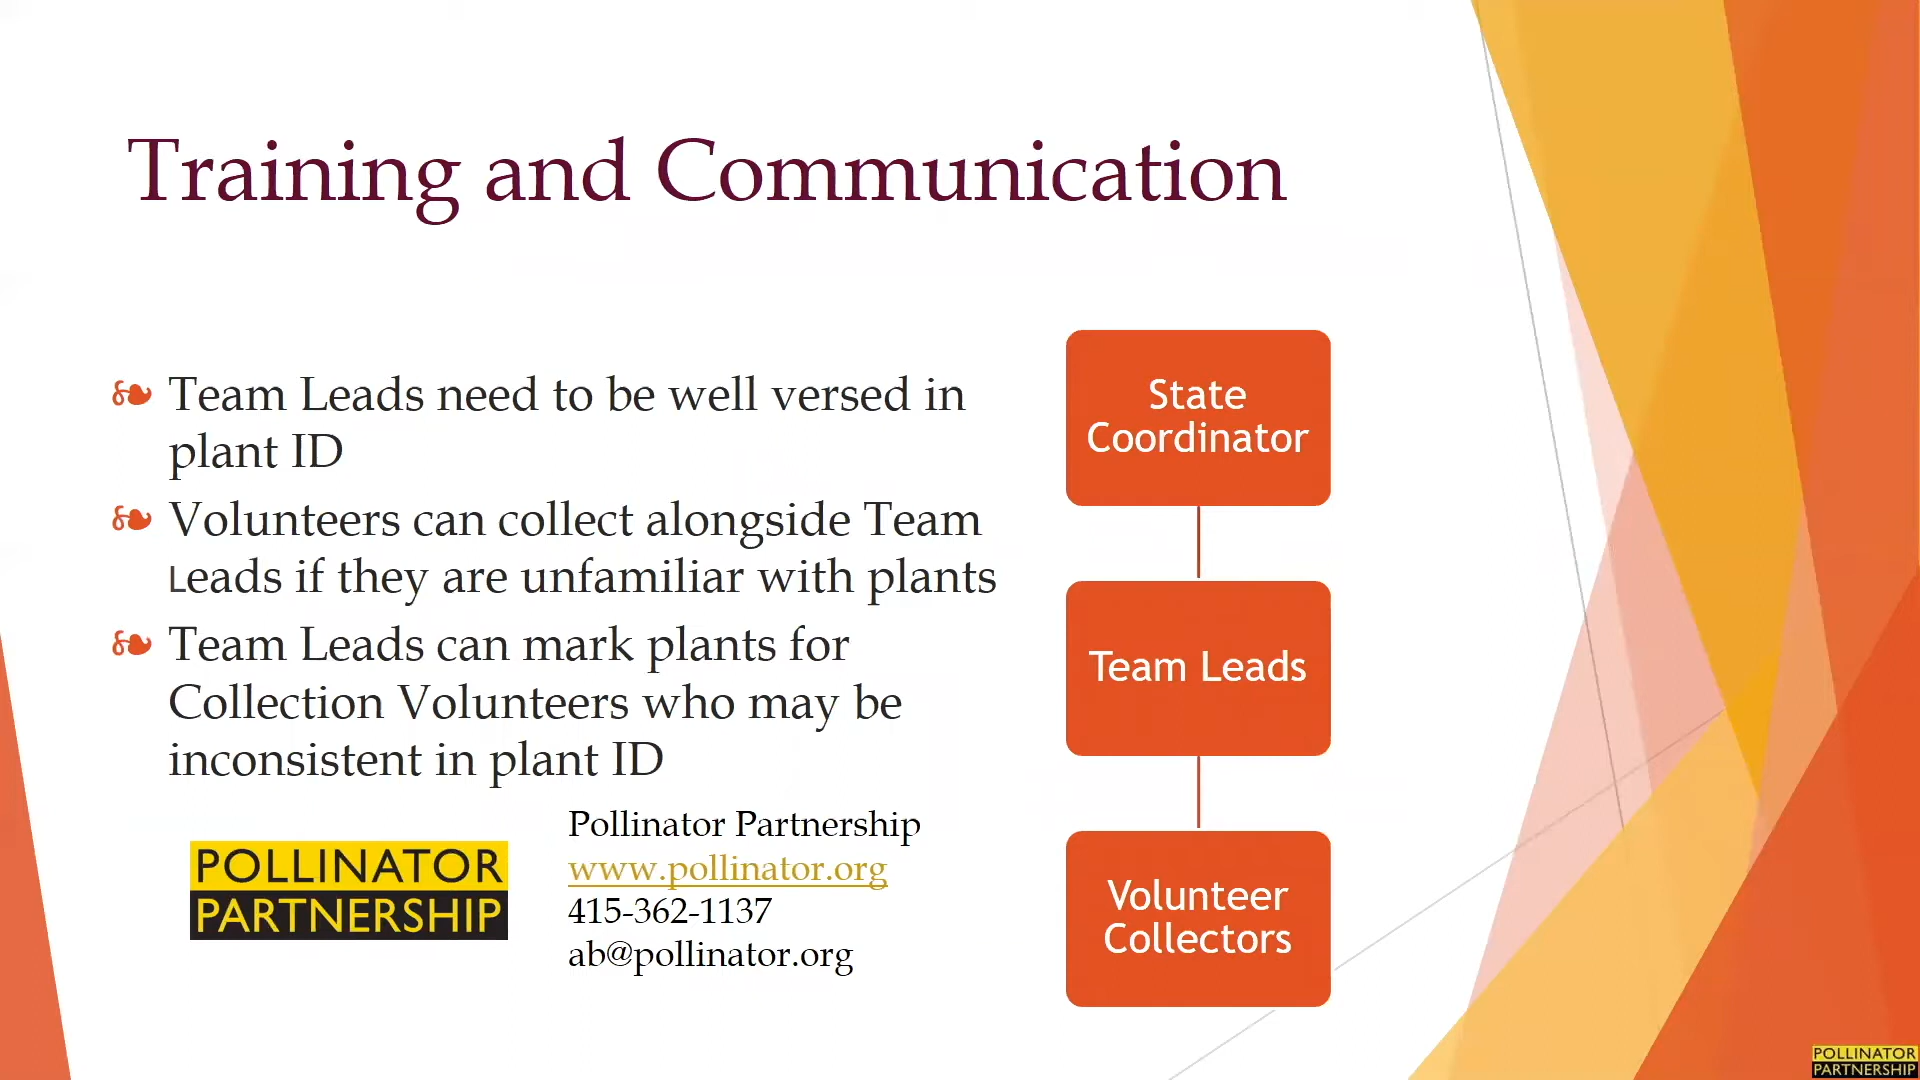 Training and Communication
Team Leads need to be well versed in
plant ID
Volunteers can collect alongside Team
Leads if they are unfamiliar with plants
Team Leads can mark plants for
Collection Volunteers who may be
inconsistent in plant ID
State
Coordinator
Team Leads
Volunteer
Collectors
POLLINATOR
PARTNERSHIP
Pollinator Partnership
www.pollinator.org
415-362-1137
ab@pollinator.org
POLLINATOR
PARTNERSHIP